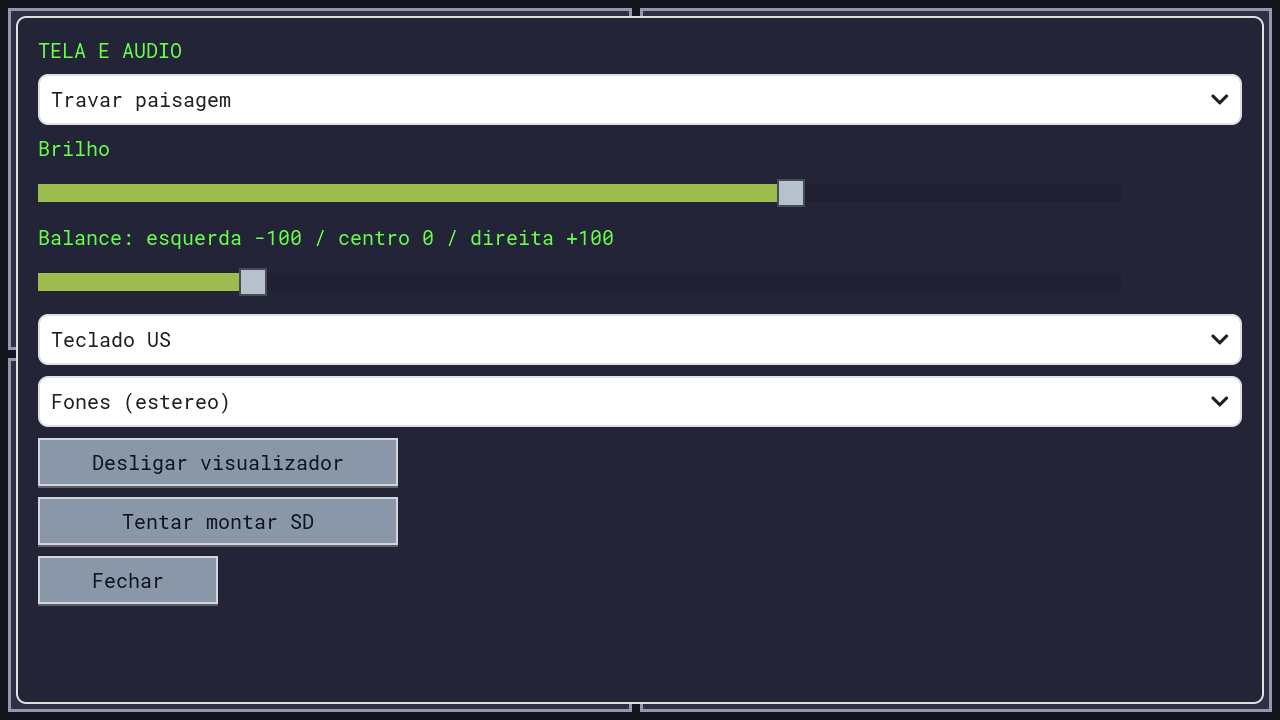 TELA E AUDIO
Travar paisagem
Brilho
Balance: esquerda -100 / centro 0 / direita +100
Teclado US
Fones (estereo)
Desligar visualizador
Tentar montar SD
Fechar